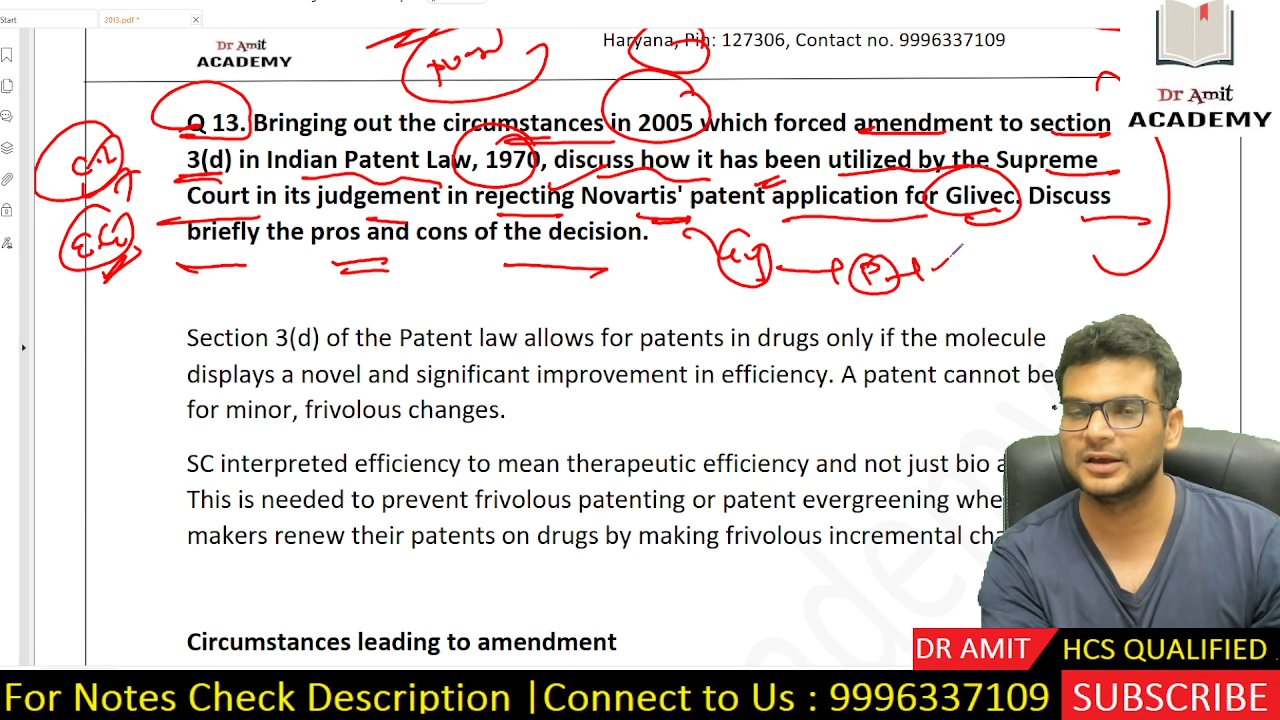 Start
2013.pdf *
Dr Amit
ACADEMY
Haryana, Pin: 127306, Contact no. 9996337109
Dr Amit
ACADEMY
Q 13. Bringing out the circumstances in 2005 which forced amendment to section
3(d) in Indian Patent Law, 1970, discuss how it has been utilized by the Supreme
Court in its judgement in rejecting Novartis' patent application for Glivec. Discuss
briefly the pros and cons of the decision.
Section 3(d) of the Patent law allows for patents in drugs only if the molecule
displays a novel and significant improvement in efficiency. A patent cannot be
for minor, frivolous changes.
SC interpreted efficiency to mean therapeutic efficiency and not just bio
This is needed to prevent frivolous patenting or patent evergreening
makers renew their patents on drugs by making frivolous incremental
Circumstances leading to amendment
DR AMIT HCS QUALIFIED
For Notes Check Description |Connect to Us : 9996337109 SUBSCRIBE